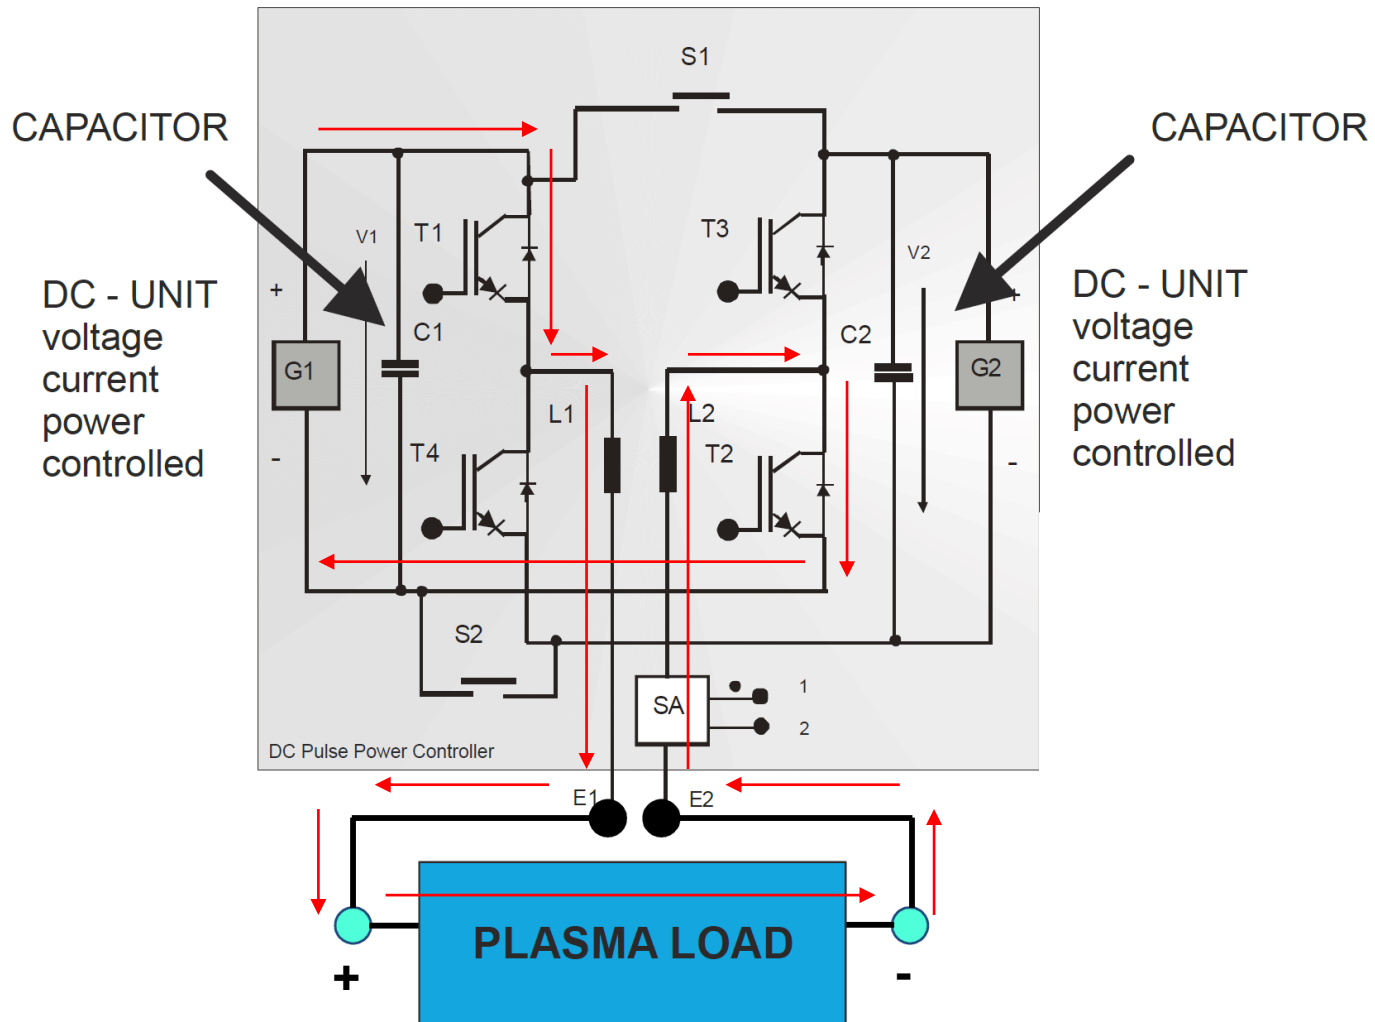 S1
CAPACITOR
CAPACITOR
T1
T3
V1
V2
DC - UNIT
voltage
current
power
controlled
+
C1
C2
+
DC - UNIT
voltage
current
power
controlled
G1
G2
L1
L2
T4
T2
-
-
S2
SA
1
2
DC Pulse Power Controller
E1
E2
PLASMA LOAD
+
-